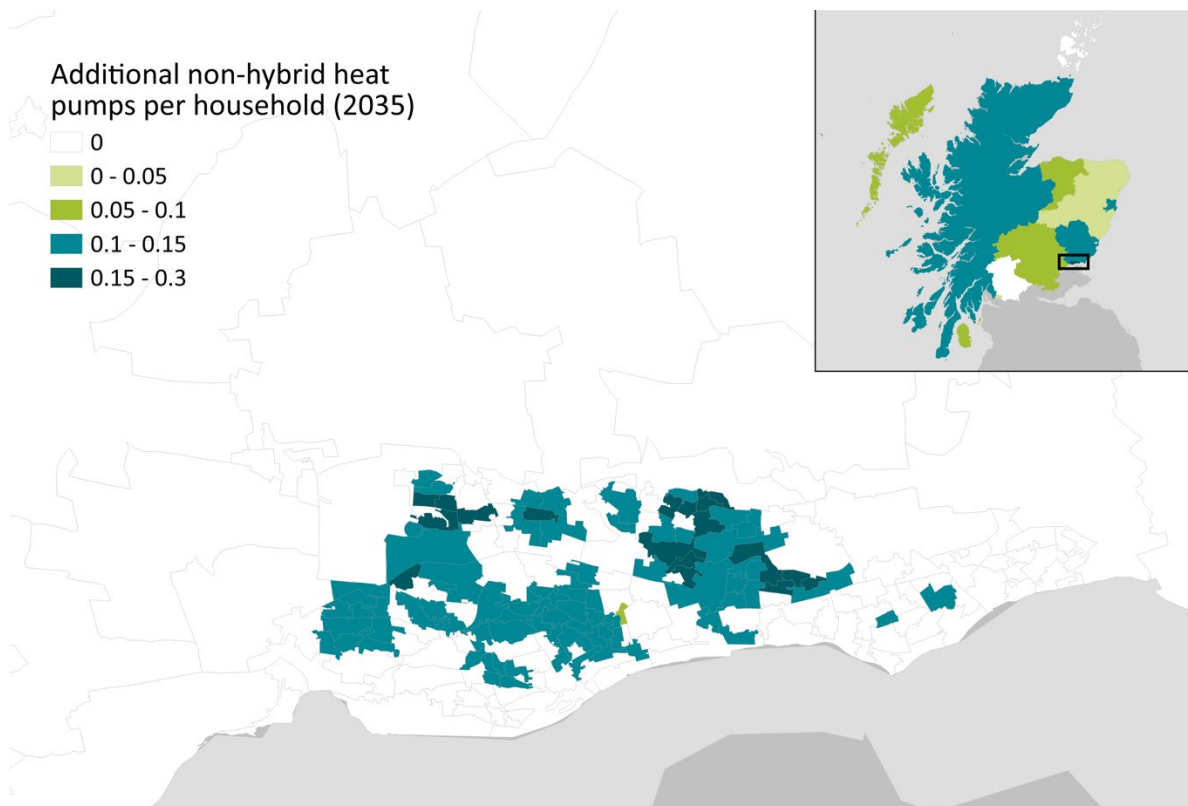 Additional non-hybrid heat
pumps per household (2035)
0
0 - 0.05
0.05 - 0.1
0.1 - 0.15
0.15 - 0.3